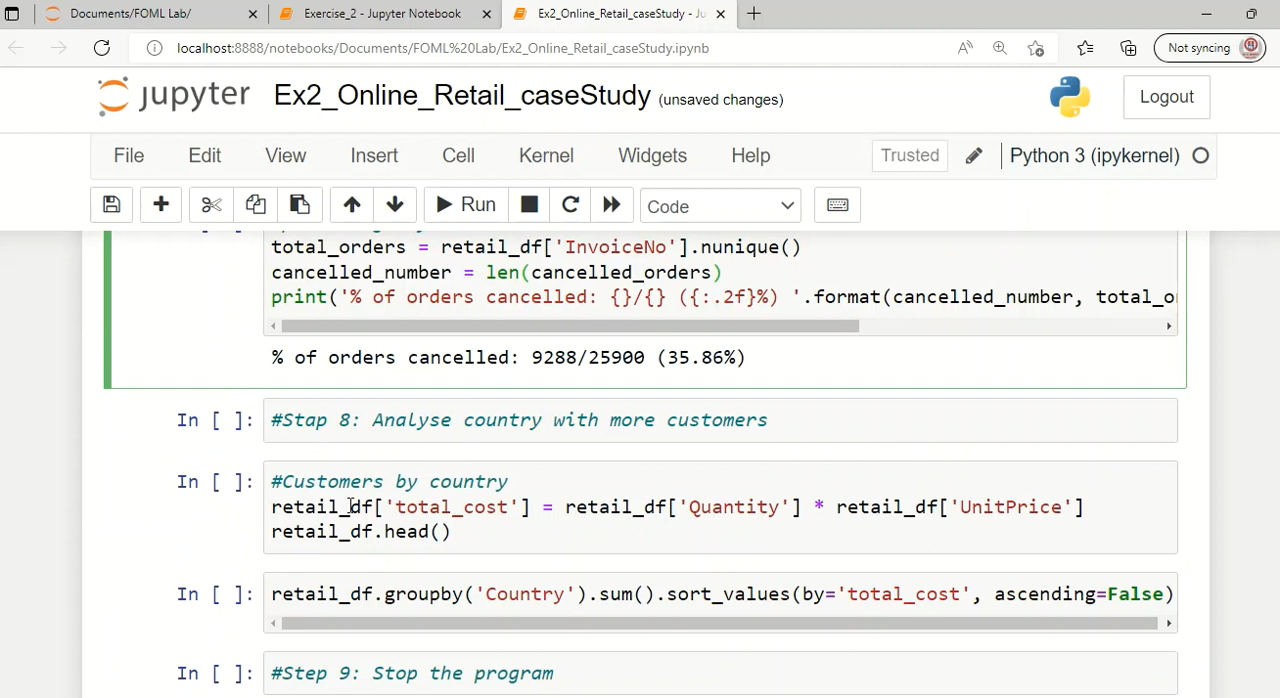 Documents/FOML Lab/
Exercise_2 - Jupyter Notebook
Ex2_Online_Retail_caseStudy - Ju
localhost:8888/notebooks/Documents/FOML%20Lab/Ex2_Online_Retail_caseStudy.ipynb
Not syncing
jupyter Ex2_Online_Retail_caseStudy (unsaved changes)
Logout
File Edit View Insert Cell Kernel Widgets Help
Trusted
Python 3 (ipykernel)
Run
Code
total_orders = retail_df['InvoiceNo'].nunique()
cancelled_number = len(cancelled_orders)
print('% of orders cancelled: {}/{} ({:.2f}%) '.format(cancelled_number, total_o
% of orders cancelled: 9288/25900 (35.86%)
In [ ]: #Stap 8: Analyse country with more customers
In [ ]: #Customers by country
retail_df['total_cost'] = retail_df['Quantity'] * retail_df['UnitPrice']
retail_df.head()
In [ ]: retail_df.groupby('Country').sum().sort_values(by='total_cost', ascending=False)
In [ ]: #Step 9: Stop the program